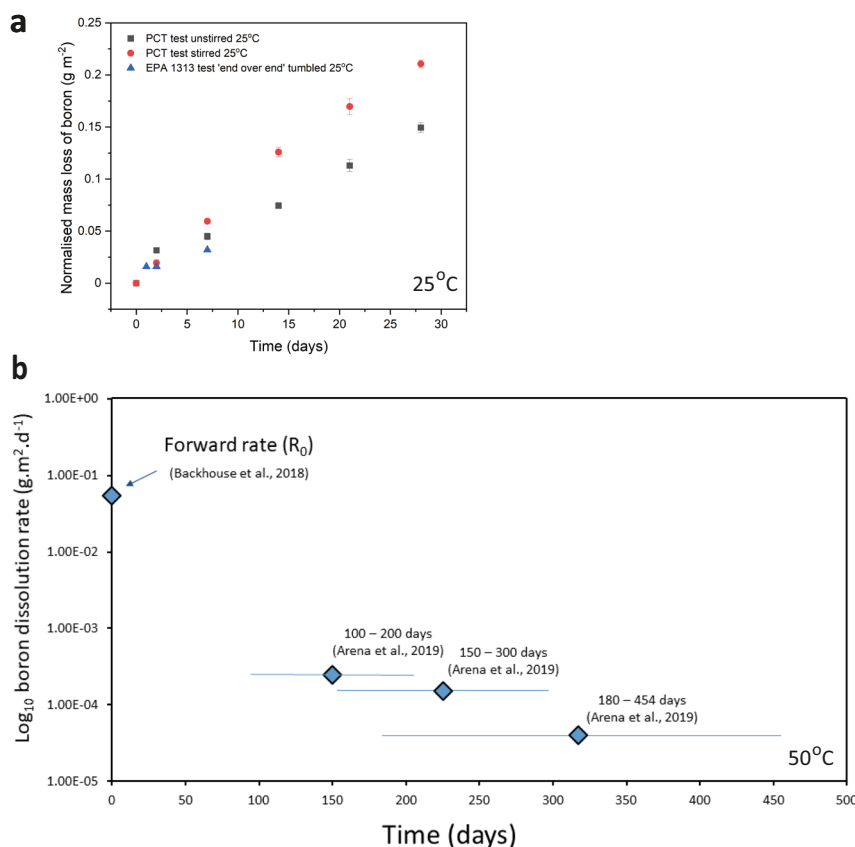 a
0.25
0.2
0.15
0.1
0.05
0
Normalised mass loss of boron (g m⁻²)
PCT test unstirred 25°C
PCT test stirred 25°C
EPA 1313 test 'end over end' tumbled 25°C
25°C
0 5 10 15 20 25 30
Time (days)
b
1.00E+00
1.00E-01
1.00E-02
1.00E-03
1.00E-04
1.00E-05
Log₁₀ boron dissolution rate (g.m².d⁻¹)
Forward rate (R₀)
(Backhouse et al., 2018)
100 – 200 days
(Arena et al., 2019)
150 – 300 days
(Arena et al., 2019)
180 – 454 days
(Arena et al., 2019)
50°C
0 50 100 150 200 250 300 350 400 450 500
Time (days)